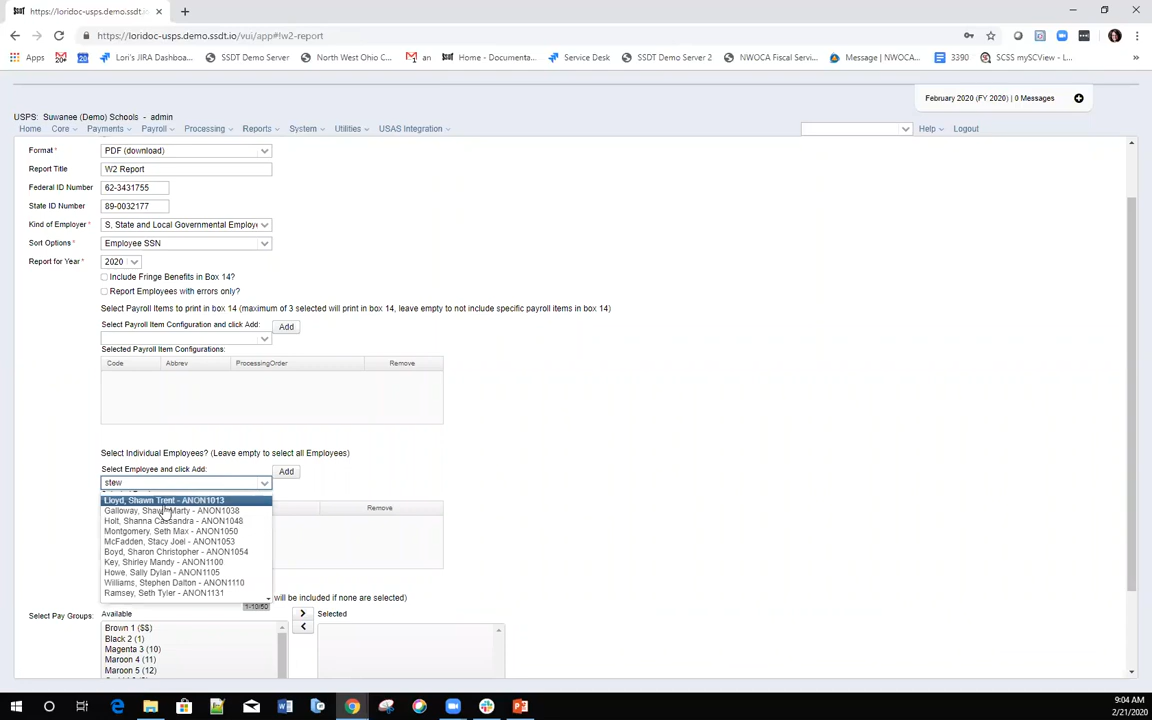 https://loridoc-usps.demo.ssdt.io/
https://loridoc-usps.demo.ssdt.io/vui/app#!w2-report
Apps
Lori's JIRA Dashboa...
SSDT Demo Server
North West Ohio C...
an
Home - Documenta...
Service Desk
SSDT Demo Server 2
NWOCA Fiscal Servi...
Message | NWOCA...
3390
SCSS mySCView - L...
February 2020 (FY 2020) | 0 Messages
USPS: Suwanee (Demo) Schools - admin
Home Core Payments Payroll Processing Reports System Utilities USAS Integration Help Logout
Format * PDF (download)
Report Title W2 Report
Federal ID Number 62-3431755
State ID Number 89-0032177
Kind of Employer * S, State and Local Governmental Employe
Sort Options * Employee SSN
Report for Year * 2020
Include Fringe Benefits in Box 14?
Report Employees with errors only?
Select Payroll Items to print in box 14 (maximum of 3 selected will print in box 14, leave empty to not include specific payroll items in box 14)
Select Payroll Item Configuration and click Add: Add
Selected Payroll Item Configurations:
Code Abbrev ProcessingOrder Remove
Select Individual Employees? (Leave empty to select all Employees)
Select Employee and click Add: Add
stew
Lloyd, Shawn Trent - ANON1013
Galloway, Shawn Marty - ANON1038
Holt, Shanna Cassandra - ANON1048
Montgomery, Seth Max - ANON1050
McFadden, Stacy Joel - ANON1053
Boyd, Sharon Christopher - ANON1054
Key, Shirley Mandy - ANON1100
Howe, Sally Dylan - ANON1105
Williams, Stephen Dalton - ANON1110
Ramsey, Seth Tyler - ANON1131
1-10/50
Remove
will be included if none are selected)
Select Pay Groups: Available Selected
Brown 1 ($$)
Black 2 (1)
Magenta 3 (10)
Maroon 4 (11)
Maroon 5 (12)
9:04 AM
2/21/2020